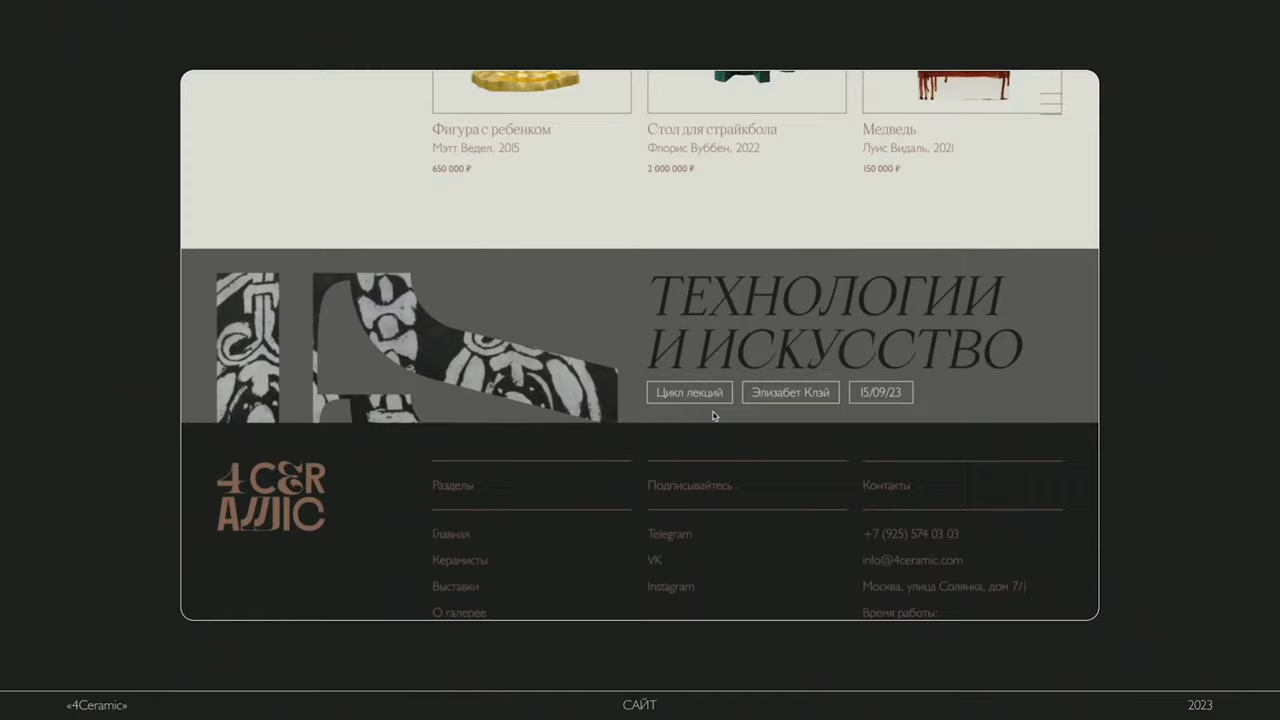 Фигура с ребенком
Мэтт Ведел, 2015
650 000 ₽
Стол для страйкбола
Флорис Вуббен, 2022
2 000 000 ₽
Медведь
Луис Видаль, 2021
150 000 ₽
ТЕХНОЛОГИИ
И ИСКУССТВО
Цикл лекций
Элизабет Клэй
15/09/23
4 CER
AMIC
Разделы
Главная
Керамисты
Выставки
О галерее
Подписывайтесь
Telegram
VK
Instagram
Контакты
+7 (925) 574 03 03
info@4ceramic.com
Москва, улица Солянка, дом 7/1
Время работы:
«4Ceramic»
САЙТ
2023